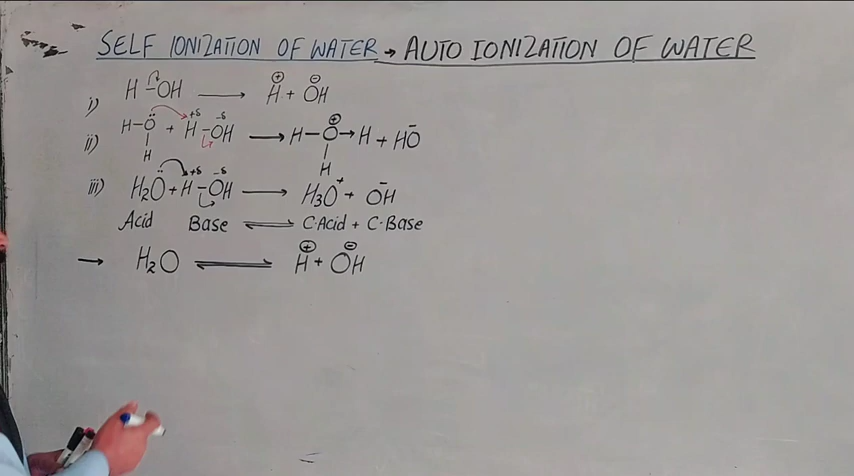 SELF IONIZATION OF WATER → AUTO IONIZATION OF WATER
i) H–OH → H⊕ + OH⊖
ii) H–Ö + H–OH → H–O⊕→H + HO⁻
+δ -δ
H H
iii) H₂Ö + H–OH → H₃O⁺ + OH⁻
+δ -δ
Acid Base ⇌ C.Acid + C.Base
→ H₂O ⇌ H⊕ + OH⊖